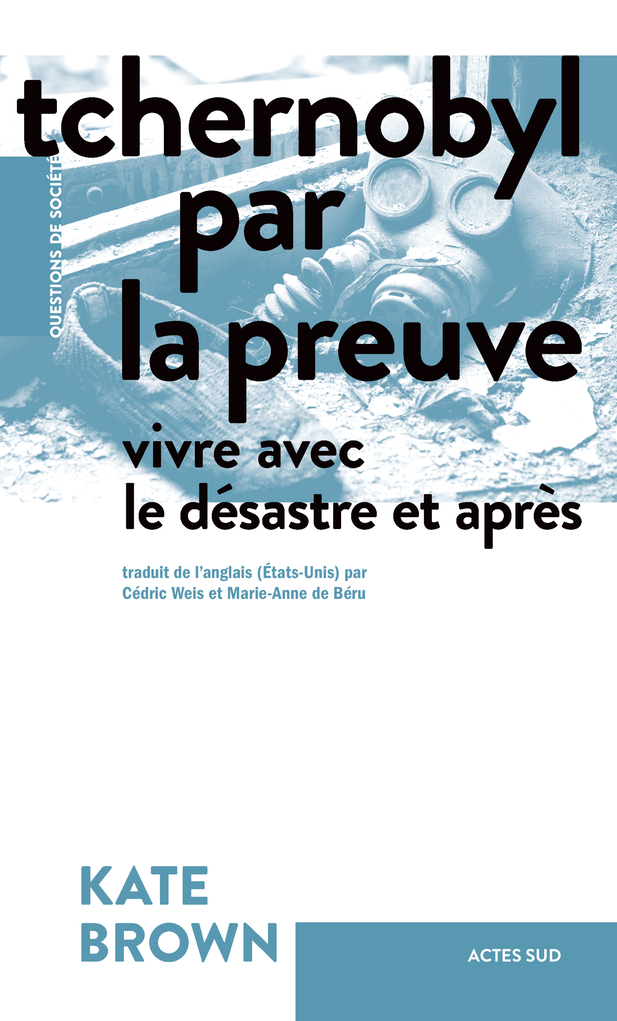 tchernobyl
par
la preuve
QUESTIONS DE SOCIÉTÉ
vivre avec
le désastre et après
traduit de l'anglais (États-Unis) par
Cédric Weis et Marie-Anne de Béru
KATE
BROWN
ACTES SUD